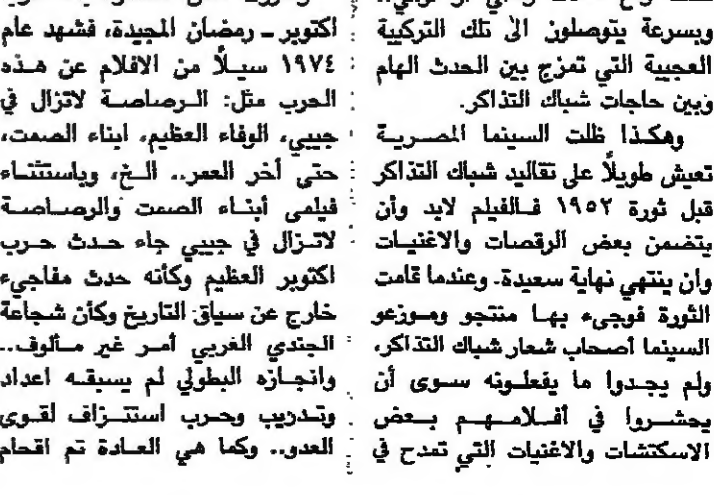 وبسرعة يتوصلون الى تلك التركيبة
العجيبة التي تمزج بين الحدث الهام
وبين حاجات شباك التذاكر.
وهكذا ظلت السينما المصرية
تعيش طويلًا على تقاليد شباك التذاكر
قبل ثورة ١٩٥٢ فالفيلم لابد وأن
يتضمن بعض الرقصات والاغنيات
وان ينتهي نهاية سعيدة. وعندما قامت
الثورة فوجىء بها منتجو وموزعو
السينما أصحاب شعار شباك التذاكر،
ولم يجدوا ما يفعلونه سوى أن
يحشروا في أفلامهم بعض
الاسكتشات والاغنيات التي تمدح في
اكتوبر ـ رمضان المجيدة، فشهد عام
١٩٧٤ سيلًا من الافلام عن هذه
الحرب مثل: الرصاصة لاتزال في
جيبي، الوفاء العظيم، ابناء الصمت،
حتى أخر العمر.. الخ، وباستثناء
فيلمى أبناء الصمت والرصاصة
لاتزال في جيبي جاء حدث حرب
اكتوبر العظيم وكأنه حدث مفاجيء
خارج عن سياق التاريخ وكأن شجاعة
الجندي الغربي أمر غير مألوف..
وانجازه البطولي لم يسبقه اعداد
وتدريب وحرب استنزاف لقوى
العدو.. وكما هي العادة تم اقحام